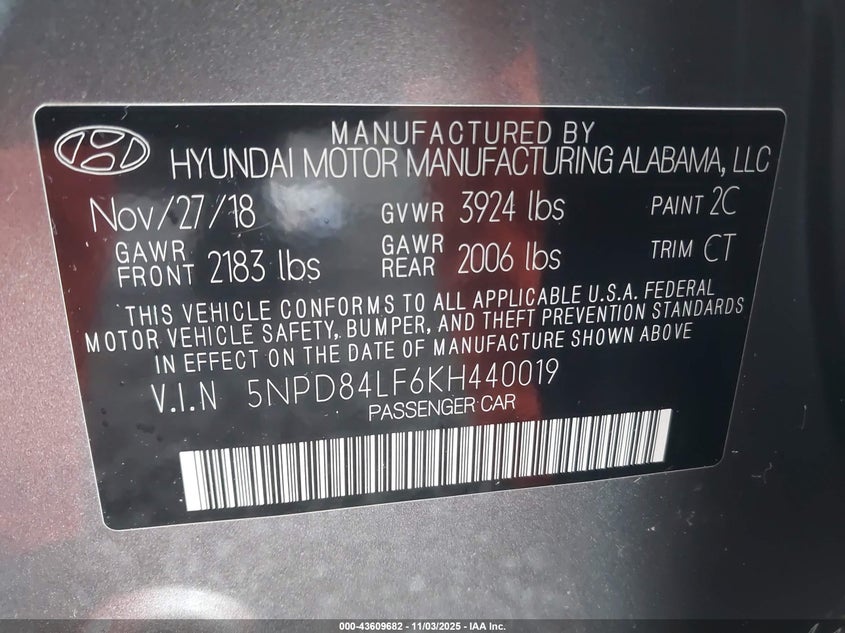 MANUFACTURED BY
HYUNDAI MOTOR MANUFACTURING ALABAMA, LLC
Nov/27/18 GVWR 3924 lbs PAINT 2C
GAWR FRONT 2183 lbs GAWR REAR 2006 lbs TRIM CT
THIS VEHICLE CONFORMS TO ALL APPLICABLE U.S.A. FEDERAL
MOTOR VEHICLE SAFETY, BUMPER, AND THEFT PREVENTION STANDARDS
IN EFFECT ON THE DATE OF MANUFACTURE SHOWN ABOVE
V.I.N 5NPD84LF6KH440019
PASSENGER CAR
000-43609682 - 11/03/2025 - IAA Inc.